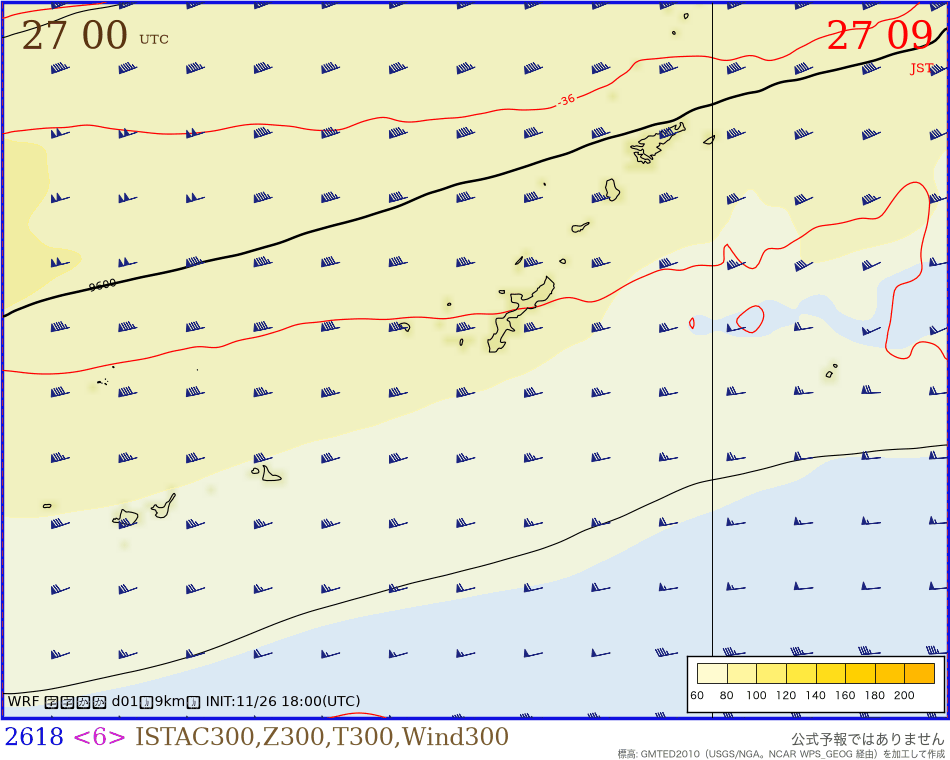 27 00 UTC
27 09
JST
-36
9600
WRF d01 9km INIT:11/26 18:00(UTC)
60 80 100 120 140 160 180 200
2618 <6> ISTAC300,Z300,T300,Wind300
公式予報ではありません
標高: GMTED2010（USGS/NGA。NCAR WPS_GEOG 経由）を加工して作成